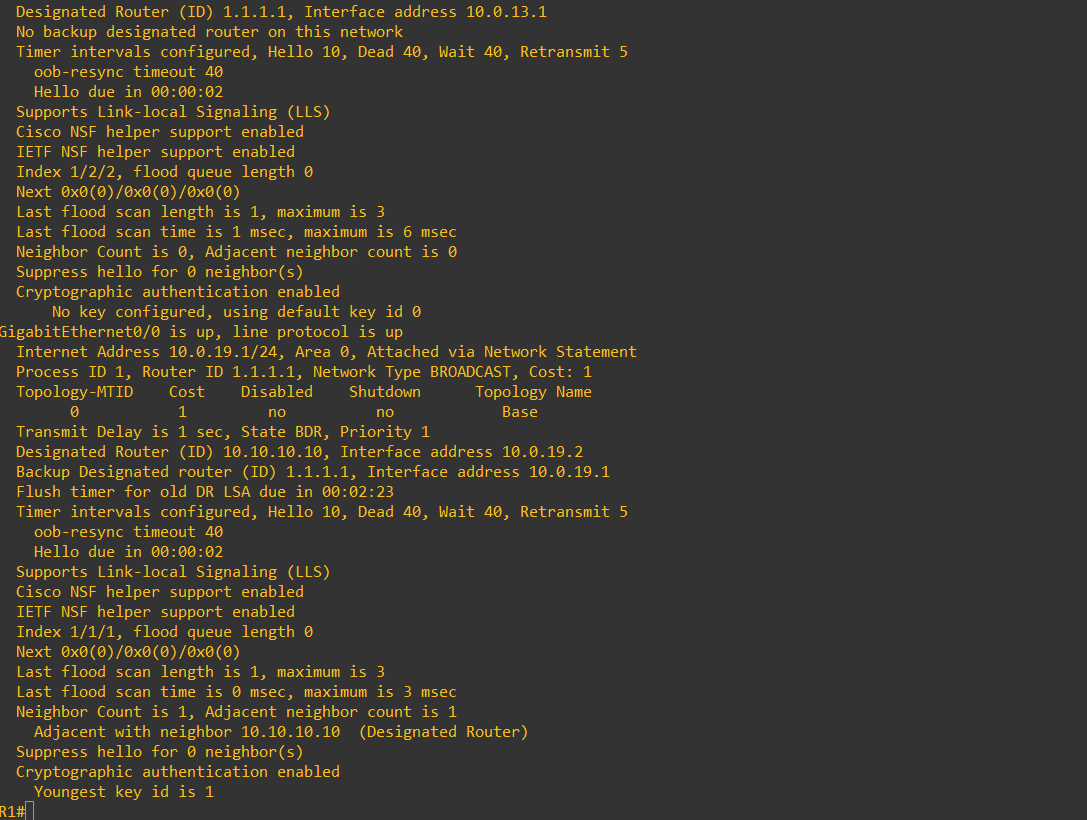 Designated Router (ID) 1.1.1.1, Interface address 10.0.13.1
No backup designated router on this network
Timer intervals configured, Hello 10, Dead 40, Wait 40, Retransmit 5
oob-resync timeout 40
Hello due in 00:00:02
Supports Link-local Signaling (LLS)
Cisco NSF helper support enabled
IETF NSF helper support enabled
Index 1/2/2, flood queue length 0
Next 0x0(0)/0x0(0)/0x0(0)
Last flood scan length is 1, maximum is 3
Last flood scan time is 1 msec, maximum is 6 msec
Neighbor Count is 0, Adjacent neighbor count is 0
Suppress hello for 0 neighbor(s)
Cryptographic authentication enabled
No key configured, using default key id 0
GigabitEthernet0/0 is up, line protocol is up
Internet Address 10.0.19.1/24, Area 0, Attached via Network Statement
Process ID 1, Router ID 1.1.1.1, Network Type BROADCAST, Cost: 1
Topology-MTID    Cost    Disabled    Shutdown      Topology Name
0           1         no          no            Base
Transmit Delay is 1 sec, State BDR, Priority 1
Designated Router (ID) 10.10.10.10, Interface address 10.0.19.2
Backup Designated router (ID) 1.1.1.1, Interface address 10.0.19.1
Flush timer for old DR LSA due in 00:02:23
Timer intervals configured, Hello 10, Dead 40, Wait 40, Retransmit 5
oob-resync timeout 40
Hello due in 00:00:02
Supports Link-local Signaling (LLS)
Cisco NSF helper support enabled
IETF NSF helper support enabled
Index 1/1/1, flood queue length 0
Next 0x0(0)/0x0(0)/0x0(0)
Last flood scan length is 1, maximum is 3
Last flood scan time is 0 msec, maximum is 3 msec
Neighbor Count is 1, Adjacent neighbor count is 1
Adjacent with neighbor 10.10.10.10  (Designated Router)
Suppress hello for 0 neighbor(s)
Cryptographic authentication enabled
Youngest key id is 1
R1#